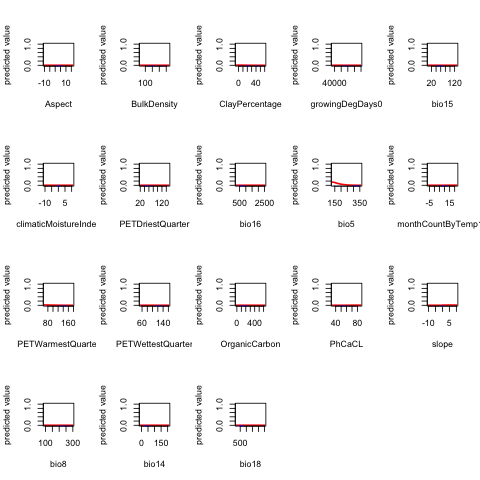 predicted value
0.0 1.0
-10 10
Aspect
predicted value
0.0 1.0
100
BulkDensity
predicted value
0.0 1.0
0 40
ClayPercentage
predicted value
0.0 1.0
40000
growingDegDays0
predicted value
0.0 1.0
20 120
bio15
predicted value
0.0 1.0
-10 5
climaticMoistureInde
predicted value
0.0 1.0
20 120
PETDriestQuarter
predicted value
0.0 1.0
500 2500
bio16
predicted value
0.0 1.0
150 350
bio5
predicted value
0.0 1.0
-5 15
monthCountByTemp1
predicted value
0.0 1.0
80 160
PETWarmestQuarte
predicted value
0.0 1.0
60 140
PETWettestQuarter
predicted value
0.0 1.0
0 400
OrganicCarbon
predicted value
0.0 1.0
40 80
PhCaCL
predicted value
0.0 1.0
-10 5
slope
predicted value
0.0 1.0
100 300
bio8
predicted value
0.0 1.0
0 150
bio14
predicted value
0.0 1.0
500
bio18